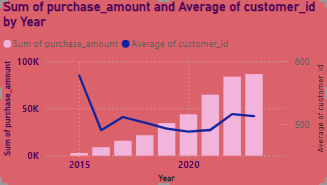 Sum of purchase_amount and Average of customer_id
by Year
Sum of purchase_amount Average of customer_id
100K
50K
0K
600
500
2015 2020
Year
Sum of purchase_amount
Average of customer_id